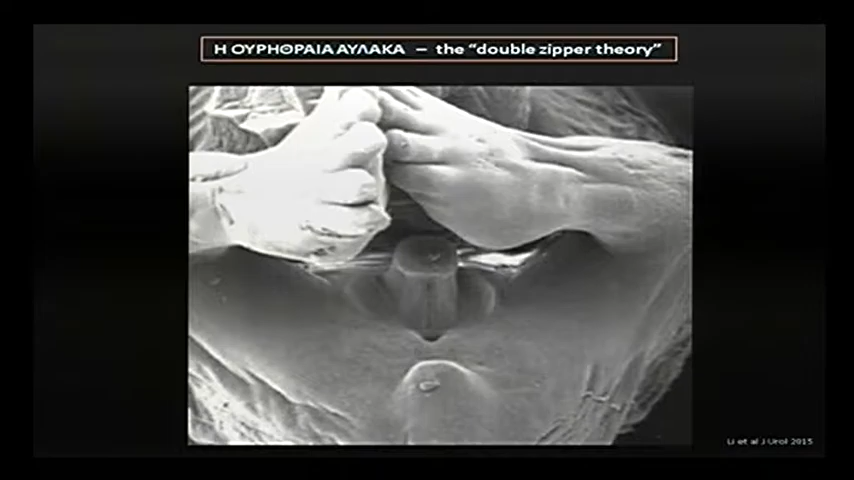 Η ΟΥΡΗΘΡΑΙΑ ΑΥΛΑΚΑ – the “double zipper theory”
Li et al J Urol 2015